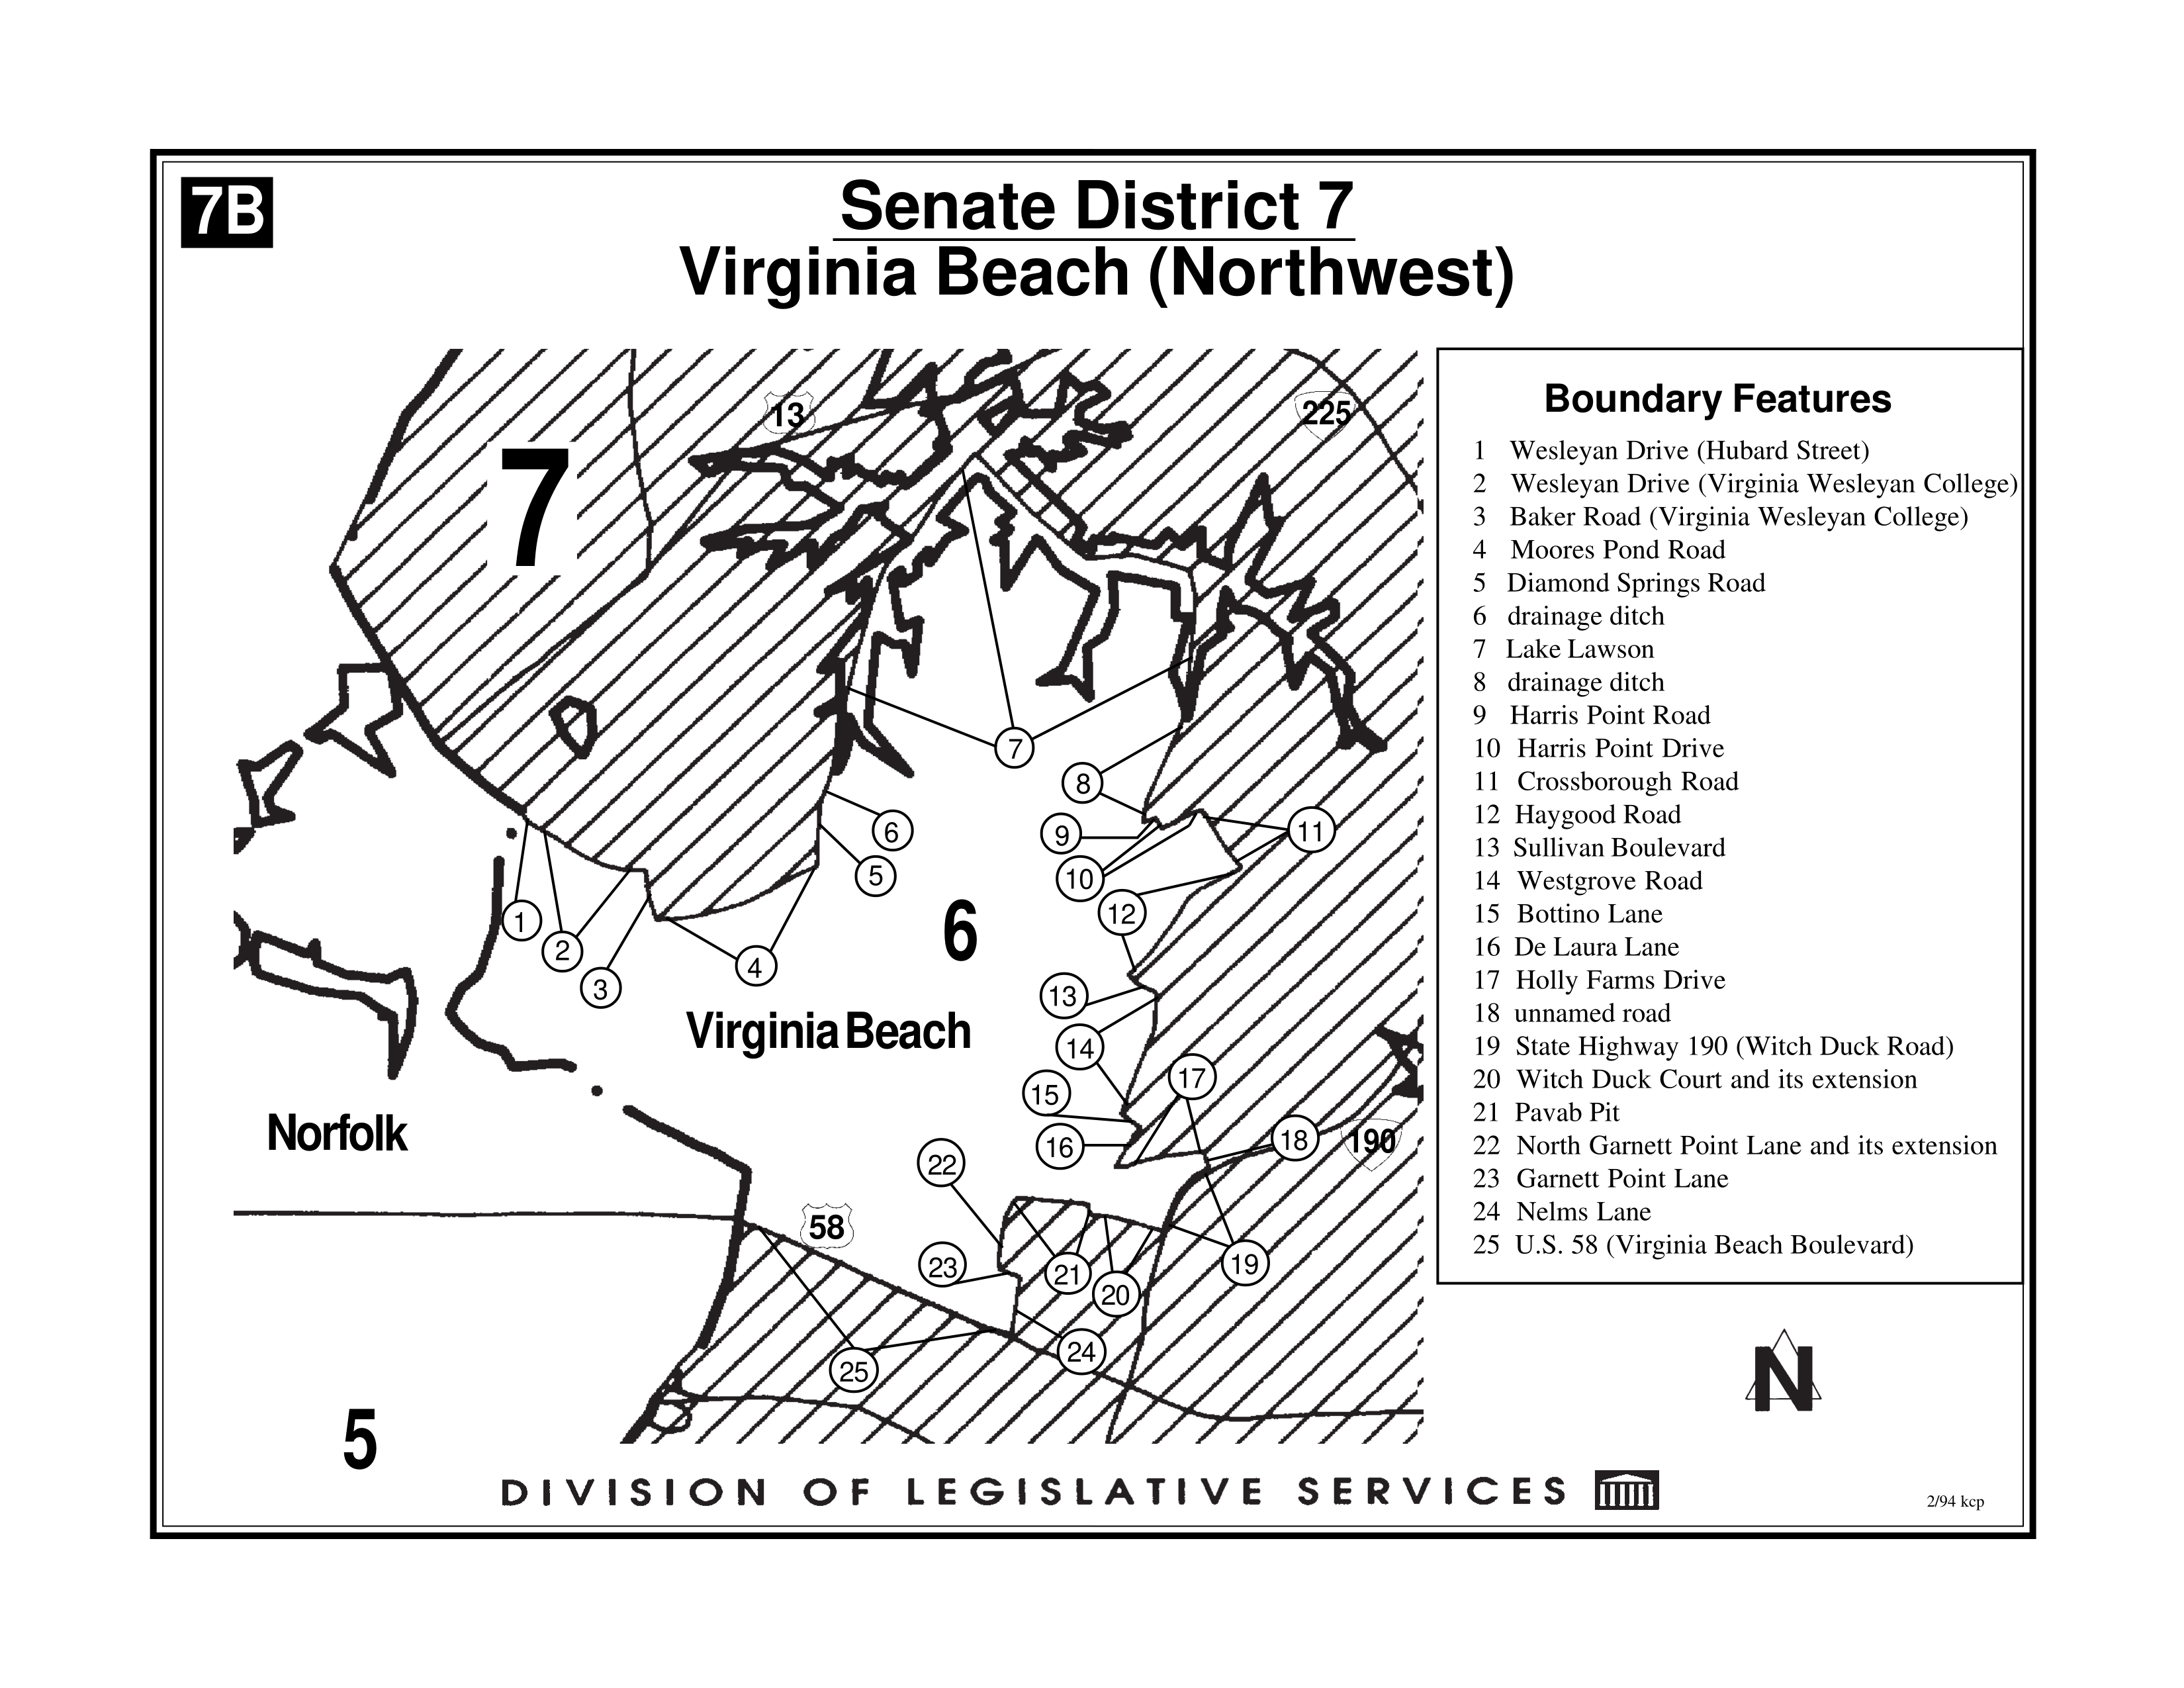 7B
Senate District 7
Virginia Beach (Northwest)
13
225
7
7
8
6
9
11
5
10
12
1
2
6
4
3
13
Virginia Beach
14
17
15
Norfolk
16
18
190
22
58
23
21
19
20
24
25
5
Boundary Features
1 Wesleyan Drive (Hubard Street)
2 Wesleyan Drive (Virginia Wesleyan College)
3 Baker Road (Virginia Wesleyan College)
4 Moores Pond Road
5 Diamond Springs Road
6 drainage ditch
7 Lake Lawson
8 drainage ditch
9 Harris Point Road
10 Harris Point Drive
11 Crossborough Road
12 Haygood Road
13 Sullivan Boulevard
14 Westgrove Road
15 Bottino Lane
16 De Laura Lane
17 Holly Farms Drive
18 unnamed road
19 State Highway 190 (Witch Duck Road)
20 Witch Duck Court and its extension
21 Pavab Pit
22 North Garnett Point Lane and its extension
23 Garnett Point Lane
24 Nelms Lane
25 U.S. 58 (Virginia Beach Boulevard)
N
DIVISION OF LEGISLATIVE SERVICES
2/94 kcp